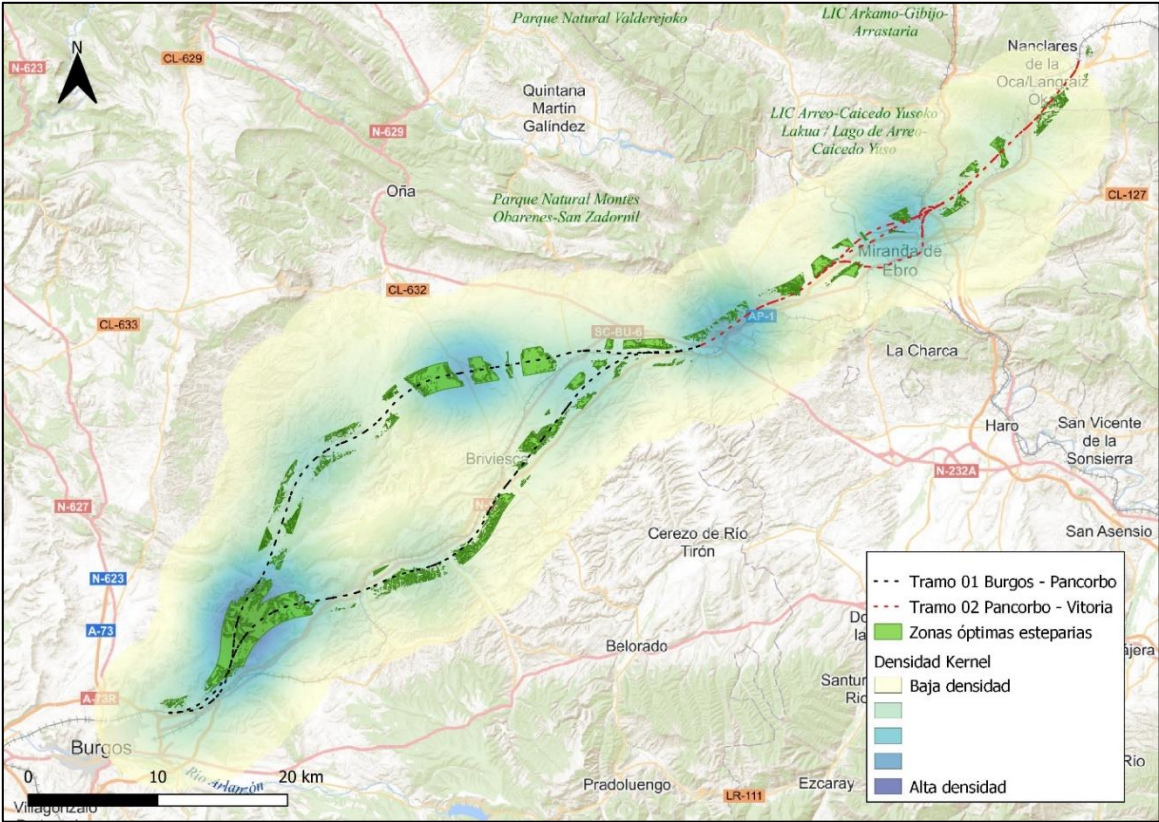 Parque Natural Valderejoko
LIC Arkamo-Gibijo-
Arrastaria
N
N-623
CL-629
Nanclares
de la
Oca/Langraiz
Quintana
Martín
Galíndez
LIC Arreo-Caicedo Yusoko
Lakua / Lago de Arreo-
Caicedo Yuso
N-629
Oña
CL-127
Parque Natural Montes
Obarenes-San Zadornil
Miranda de
Ebro
CL-632
AP-1
CL-633
SC-BU-6
La Charca
Haro
San Vicente
de la
Sonsierra
Briviesca
N-232A
N-627
San Asensio
Cerezo de Río
Tirón
N-623
A-73
Belorado
A-73R
Burgos
Río Arlanzón
Pradoluengo
Ezcaray
LR-111
0 10 20 km
Tramo 01 Burgos - Pancorbo
Tramo 02 Pancorbo - Vitoria
Zonas óptimas esteparias
Densidad Kernel
Baja densidad
Alta densidad